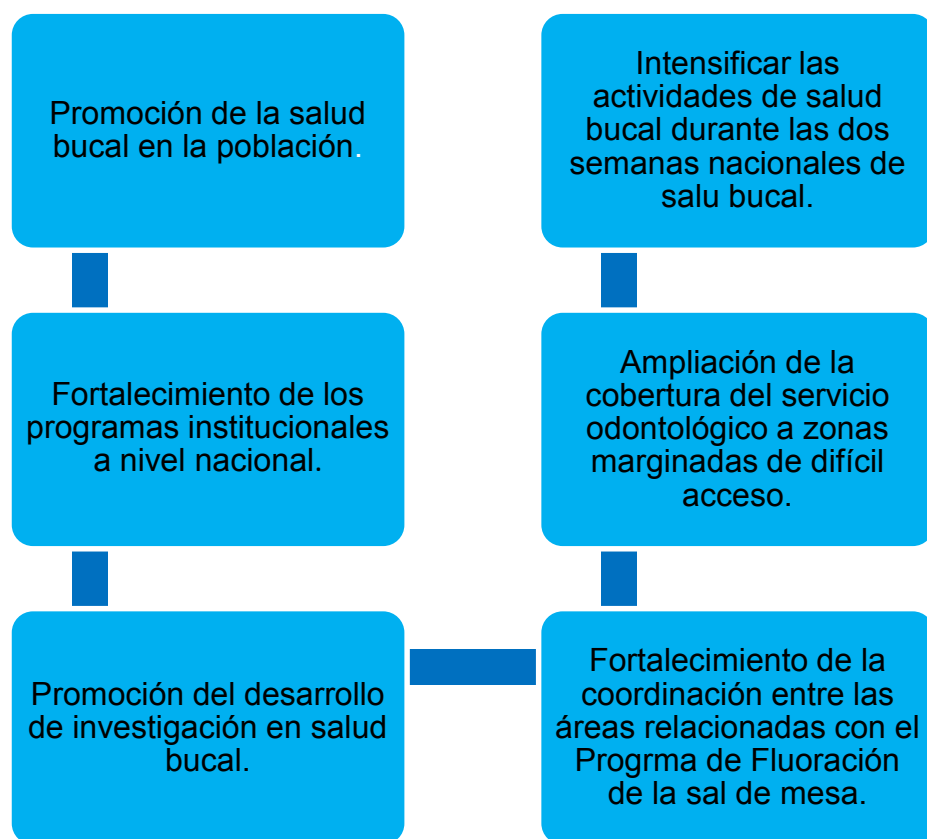 Promoción de la salud
bucal en la población.
Fortalecimiento de los
programas institucionales
a nivel nacional.
Promoción del desarrollo
de investigación en salud
bucal.
Fortalecimiento de la
coordinación entre las
áreas relacionadas con el
Progrma de Fluoración
de la sal de mesa.
Ampliación de la
cobertura del servicio
odontológico a zonas
marginadas de difícil
acceso.
Intensificar las
actividades de salud
bucal durante las dos
semanas nacionales de
salu bucal.